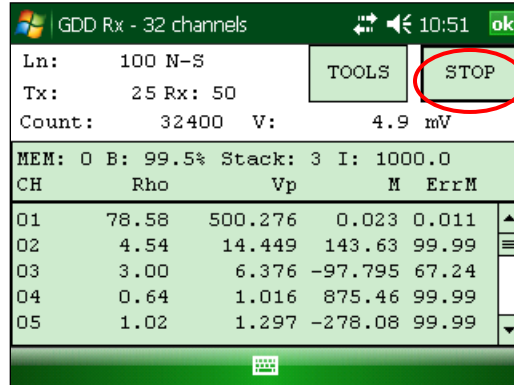 GDD Rx - 32 channels 10:51 ok
Ln: 100 N-S
TOOLS STOP
Tx: 25 Rx: 50
Count: 32400 V: 4.9 mV
MEM: 0 B: 99.5% Stack: 3 I: 1000.0
CH Rho Vp M ErrM
01 78.58 500.276 0.023 0.011
02 4.54 14.449 143.63 99.99
03 3.00 6.376 -97.795 67.24
04 0.64 1.016 875.46 99.99
05 1.02 1.297 -278.08 99.99